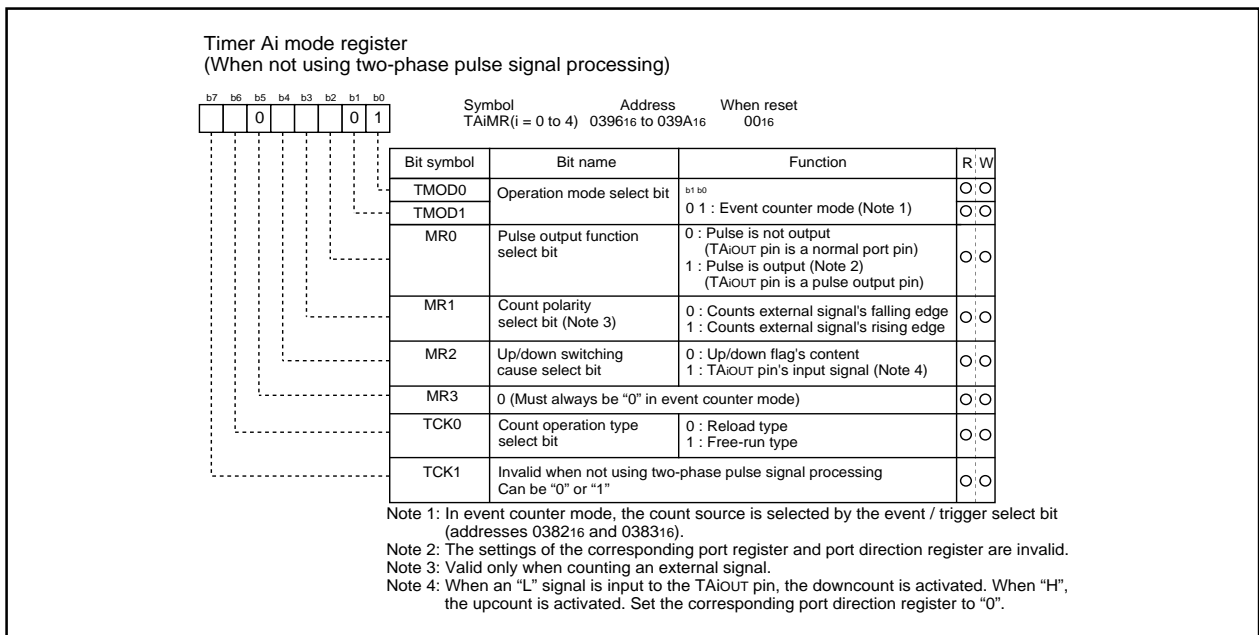 Timer Ai mode register
(When not using two-phase pulse signal processing)
b7 b6 b5 b4 b3 b2 b1 b0
0 0 1
Symbol Address When reset
TAiMR(i = 0 to 4) 039616 to 039A16 0016
Bit symbol Bit name Function R W
TMOD0 Operation mode select bit b1 b0
TMOD1 0 1 : Event counter mode (Note 1)
MR0 Pulse output function 0 : Pulse is not output
select bit (TAiOUT pin is a normal port pin)
1 : Pulse is output (Note 2)
(TAiOUT pin is a pulse output pin)
MR1 Count polarity 0 : Counts external signal's falling edge
select bit (Note 3) 1 : Counts external signal's rising edge
MR2 Up/down switching 0 : Up/down flag's content
cause select bit 1 : TAiOUT pin's input signal (Note 4)
MR3 0 (Must always be “0” in event counter mode)
TCK0 Count operation type 0 : Reload type
select bit 1 : Free-run type
TCK1 Invalid when not using two-phase pulse signal processing
Can be “0” or “1”
Note 1: In event counter mode, the count source is selected by the event / trigger select bit
(addresses 038216 and 038316).
Note 2: The settings of the corresponding port register and port direction register are invalid.
Note 3: Valid only when counting an external signal.
Note 4: When an “L” signal is input to the TAiOUT pin, the downcount is activated. When “H”,
the upcount is activated. Set the corresponding port direction register to “0”.